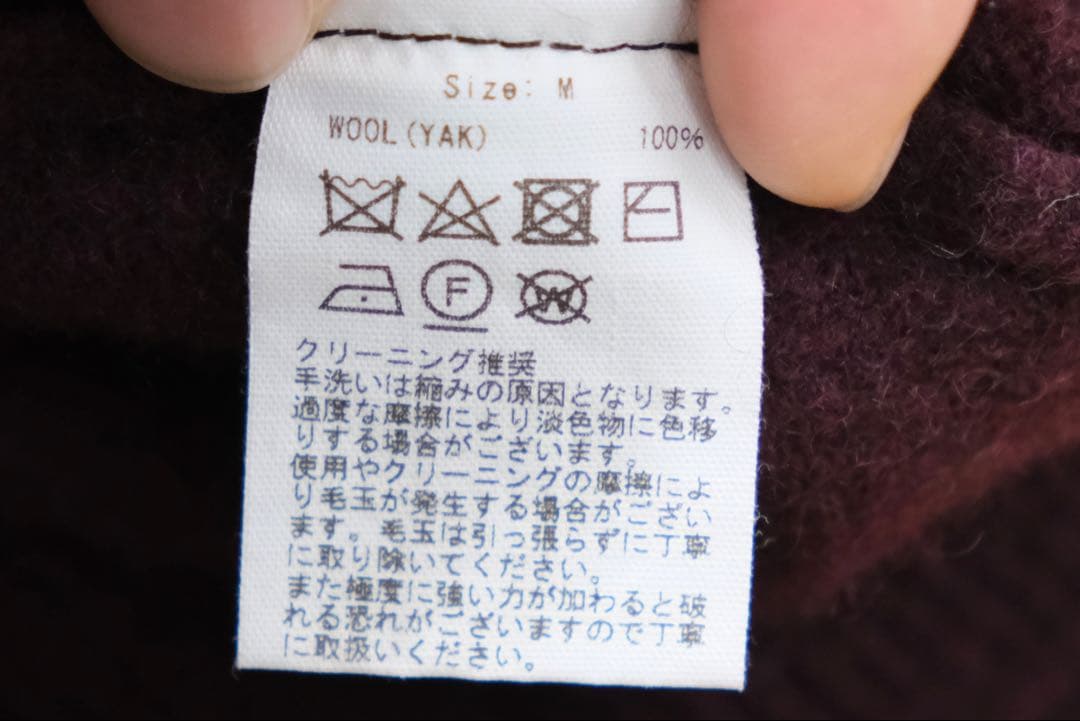 Size: M
WOOL(YAK) 100%
F
W
クリーニング推奨
手洗いは縮みの原因となります。
過度な摩擦により淡色物に色移
りする場合がございます。
使用やクリーニングの摩擦によ
り毛玉が発生する場合がござい
ます。毛玉は引っ張らずに丁寧
に取り除いてください。
また極度に強い力が加わると破
れる恐れがございますので丁寧
に取扱いください。